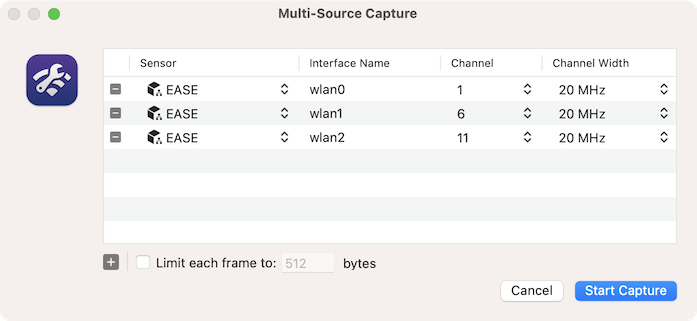 Multi-Source Capture
Sensor Interface Name Channel Channel Width
EASE wlan0 1 20 MHz
EASE wlan1 6 20 MHz
EASE wlan2 11 20 MHz
Limit each frame to: 512 bytes
Cancel Start Capture